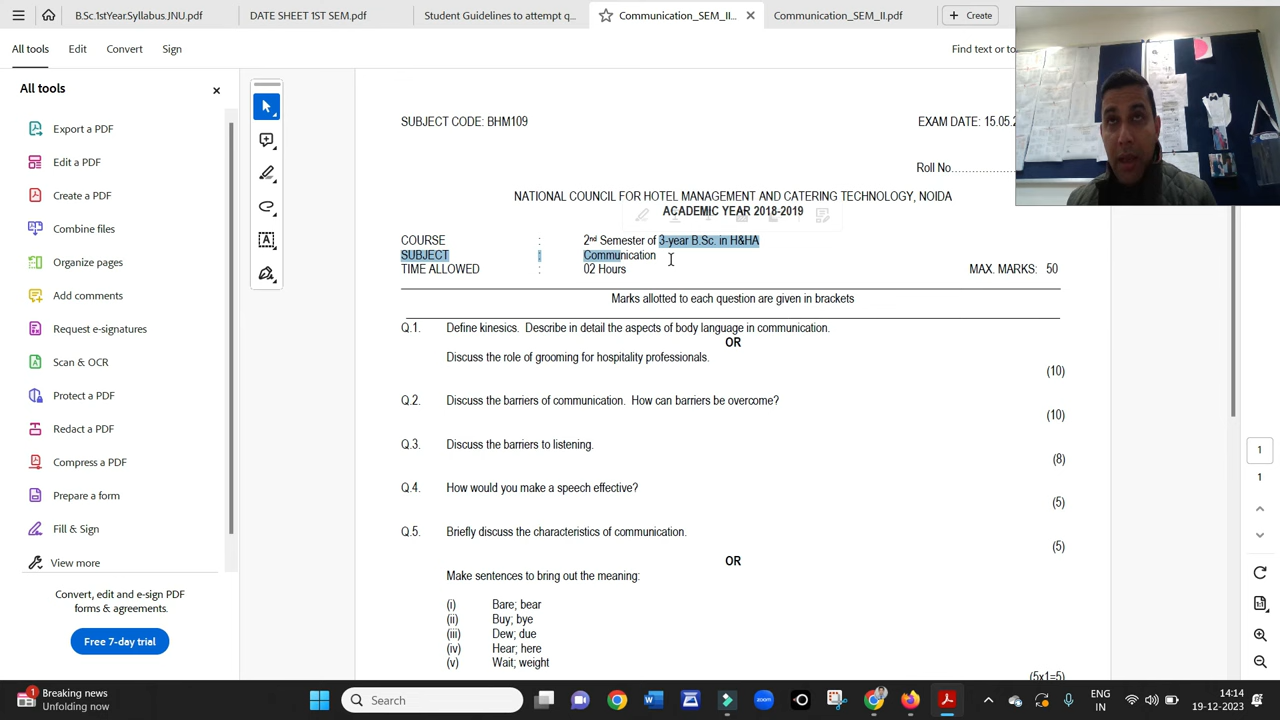 B.Sc.1stYear.Syllabus.JNU.pdf
DATE SHEET 1ST SEM.pdf
Student Guidelines to attempt q...
Communication_SEM_II...
Communication_SEM_II.pdf
Create
All tools
Edit
Convert
Sign
Find text or to
All tools
Export a PDF
Edit a PDF
Create a PDF
Combine files
Organize pages
Add comments
Request e-signatures
Scan & OCR
Protect a PDF
Redact a PDF
Compress a PDF
Prepare a form
Fill & Sign
View more
Convert, edit and e-sign PDF
forms & agreements.
Free 7-day trial
SUBJECT CODE: BHM109
EXAM DATE: 15.05.2
Roll No.
NATIONAL COUNCIL FOR HOTEL MANAGEMENT AND CATERING TECHNOLOGY, NOIDA
ACADEMIC YEAR 2018-2019
COURSE : 2nd Semester of 3-year B.Sc. in H&HA
SUBJECT : Communication
TIME ALLOWED : 02 Hours MAX. MARKS: 50
Marks allotted to each question are given in brackets
Q.1. Define kinesics. Describe in detail the aspects of body language in communication.
OR
Discuss the role of grooming for hospitality professionals.
(10)
Q.2. Discuss the barriers of communication. How can barriers be overcome?
(10)
Q.3. Discuss the barriers to listening.
(8)
Q.4. How would you make a speech effective?
(5)
Q.5. Briefly discuss the characteristics of communication.
(5)
OR
Make sentences to bring out the meaning:
(i) Bare; bear
(ii) Buy; bye
(iii) Dew; due
(iv) Hear; here
(v) Wait; weight
(5x1=5)
1
1
1
Breaking news
Unfolding now
Search
ENG
IN
14:14
19-12-2023